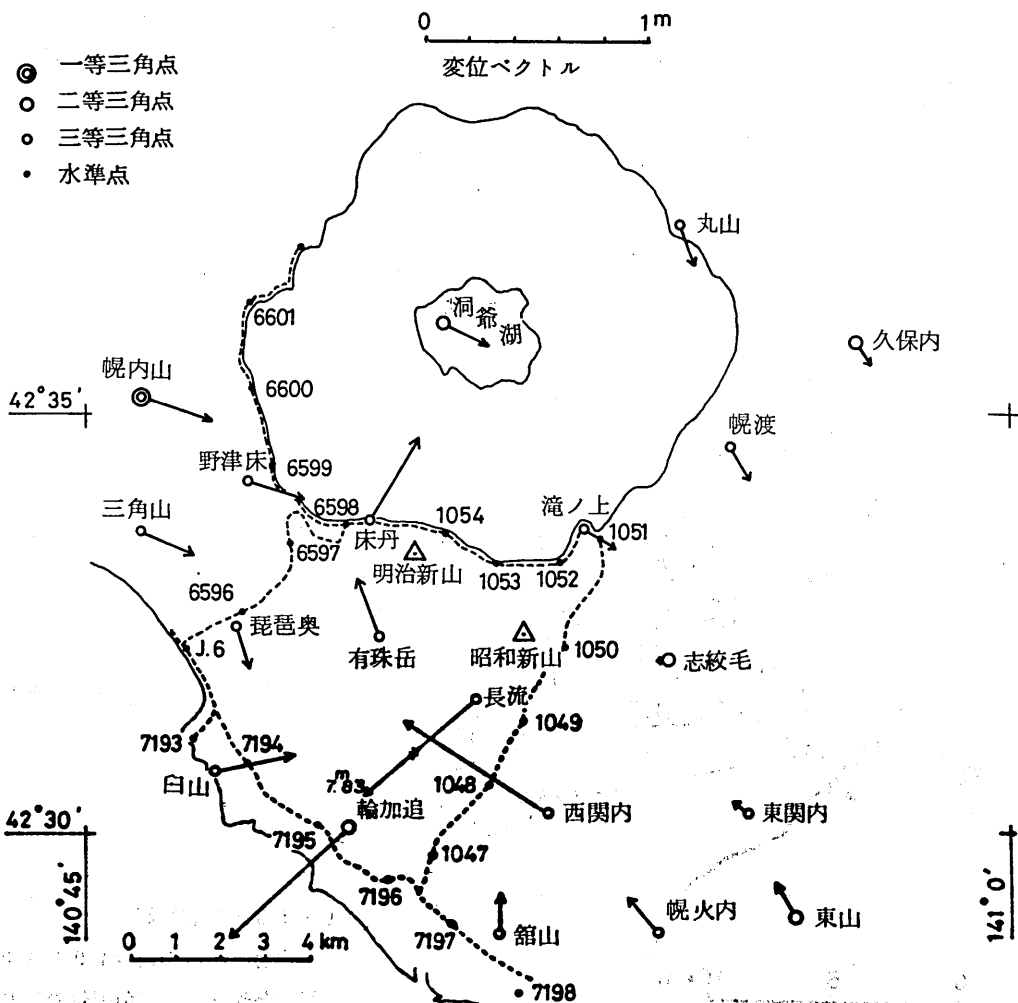 0 1m
変位ベクトル
一等三角点
二等三角点
三等三角点
水準点
丸山
洞爺湖
6601
久保内
幌内山
6600
42°35′
幌渡
野津床
6599
三角山
6598
床丹
1054
滝ノ上
1051
6597
明治新山
1053
1052
6596
琵琶奥
J.6
有珠岳
昭和新山
1050
志絞毛
長流
7193
7194
1049
臼山
7.83m
1048
輪加追
西関内
東関内
42°30′
7195
1047
140°45′
7196
幌火内
東山
141°0′
7197
舘山
0 1 2 3 4 km
7198